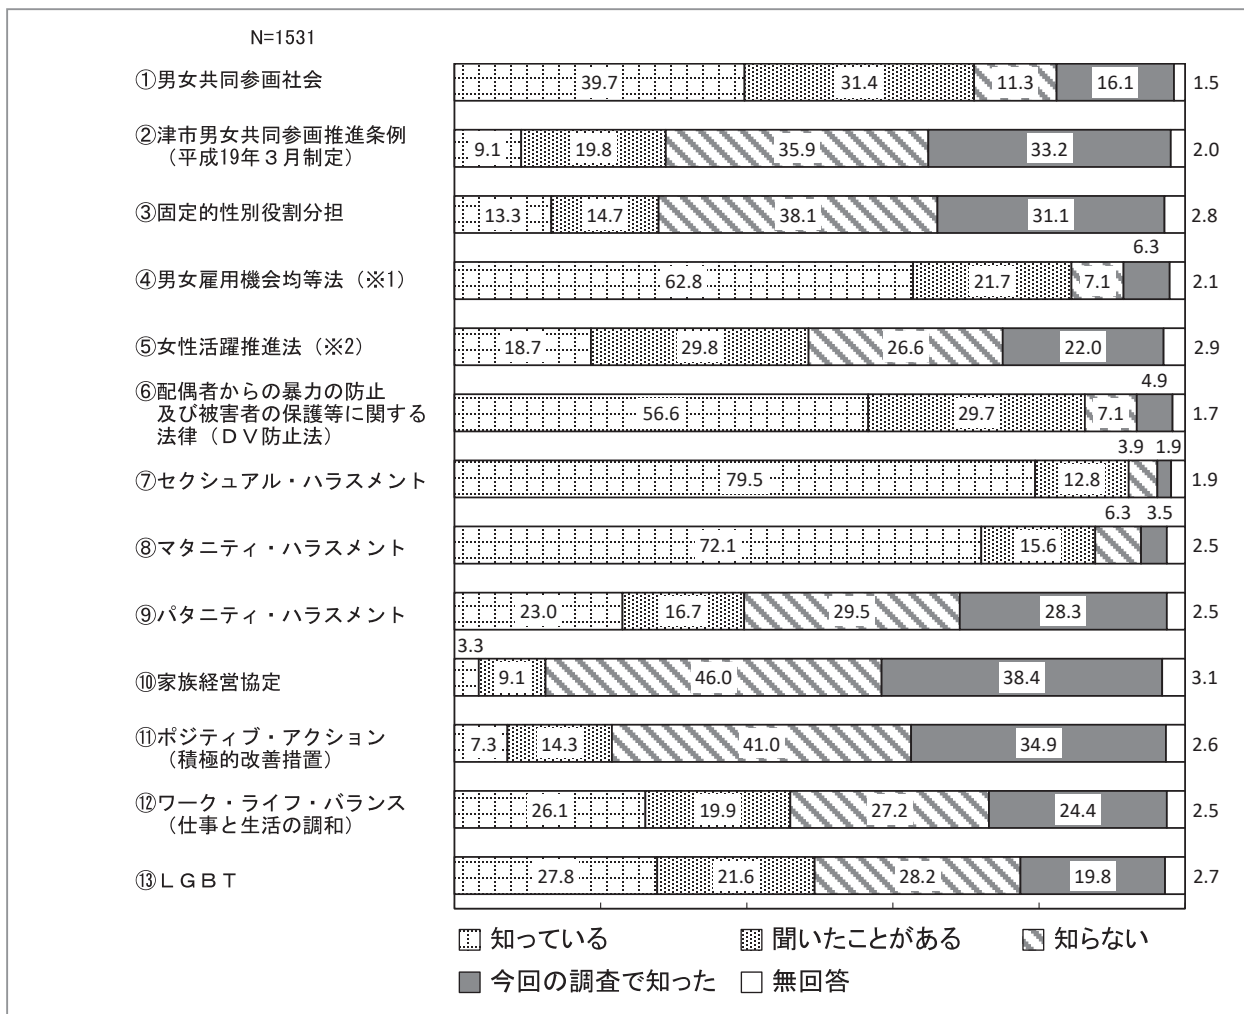 N=1531
①男女共同参画社会
39.7 31.4 11.3 16.1 1.5
②津市男女共同参画推進条例
（平成19年３月制定）
9.1 19.8 35.9 33.2 2.0
③固定的性別役割分担
13.3 14.7 38.1 31.1 2.8
6.3
④男女雇用機会均等法（※1）
62.8 21.7 7.1 2.1
⑤女性活躍推進法（※2）
18.7 29.8 26.6 22.0 2.9
4.9
⑥配偶者からの暴力の防止
及び被害者の保護等に関する
法律（ＤＶ防止法）
56.6 29.7 7.1 1.7
3.9 1.9
⑦セクシュアル・ハラスメント
79.5 12.8 1.9
6.3 3.5
⑧マタニティ・ハラスメント
72.1 15.6 2.5
⑨パタニティ・ハラスメント
23.0 16.7 29.5 28.3 2.5
3.3
⑩家族経営協定
9.1 46.0 38.4 3.1
⑪ポジティブ・アクション
（積極的改善措置）
7.3 14.3 41.0 34.9 2.6
⑫ワーク・ライフ・バランス
（仕事と生活の調和）
26.1 19.9 27.2 24.4 2.5
⑬ＬＧＢＴ
27.8 21.6 28.2 19.8 2.7
知っている 聞いたことがある 知らない
今回の調査で知った 無回答